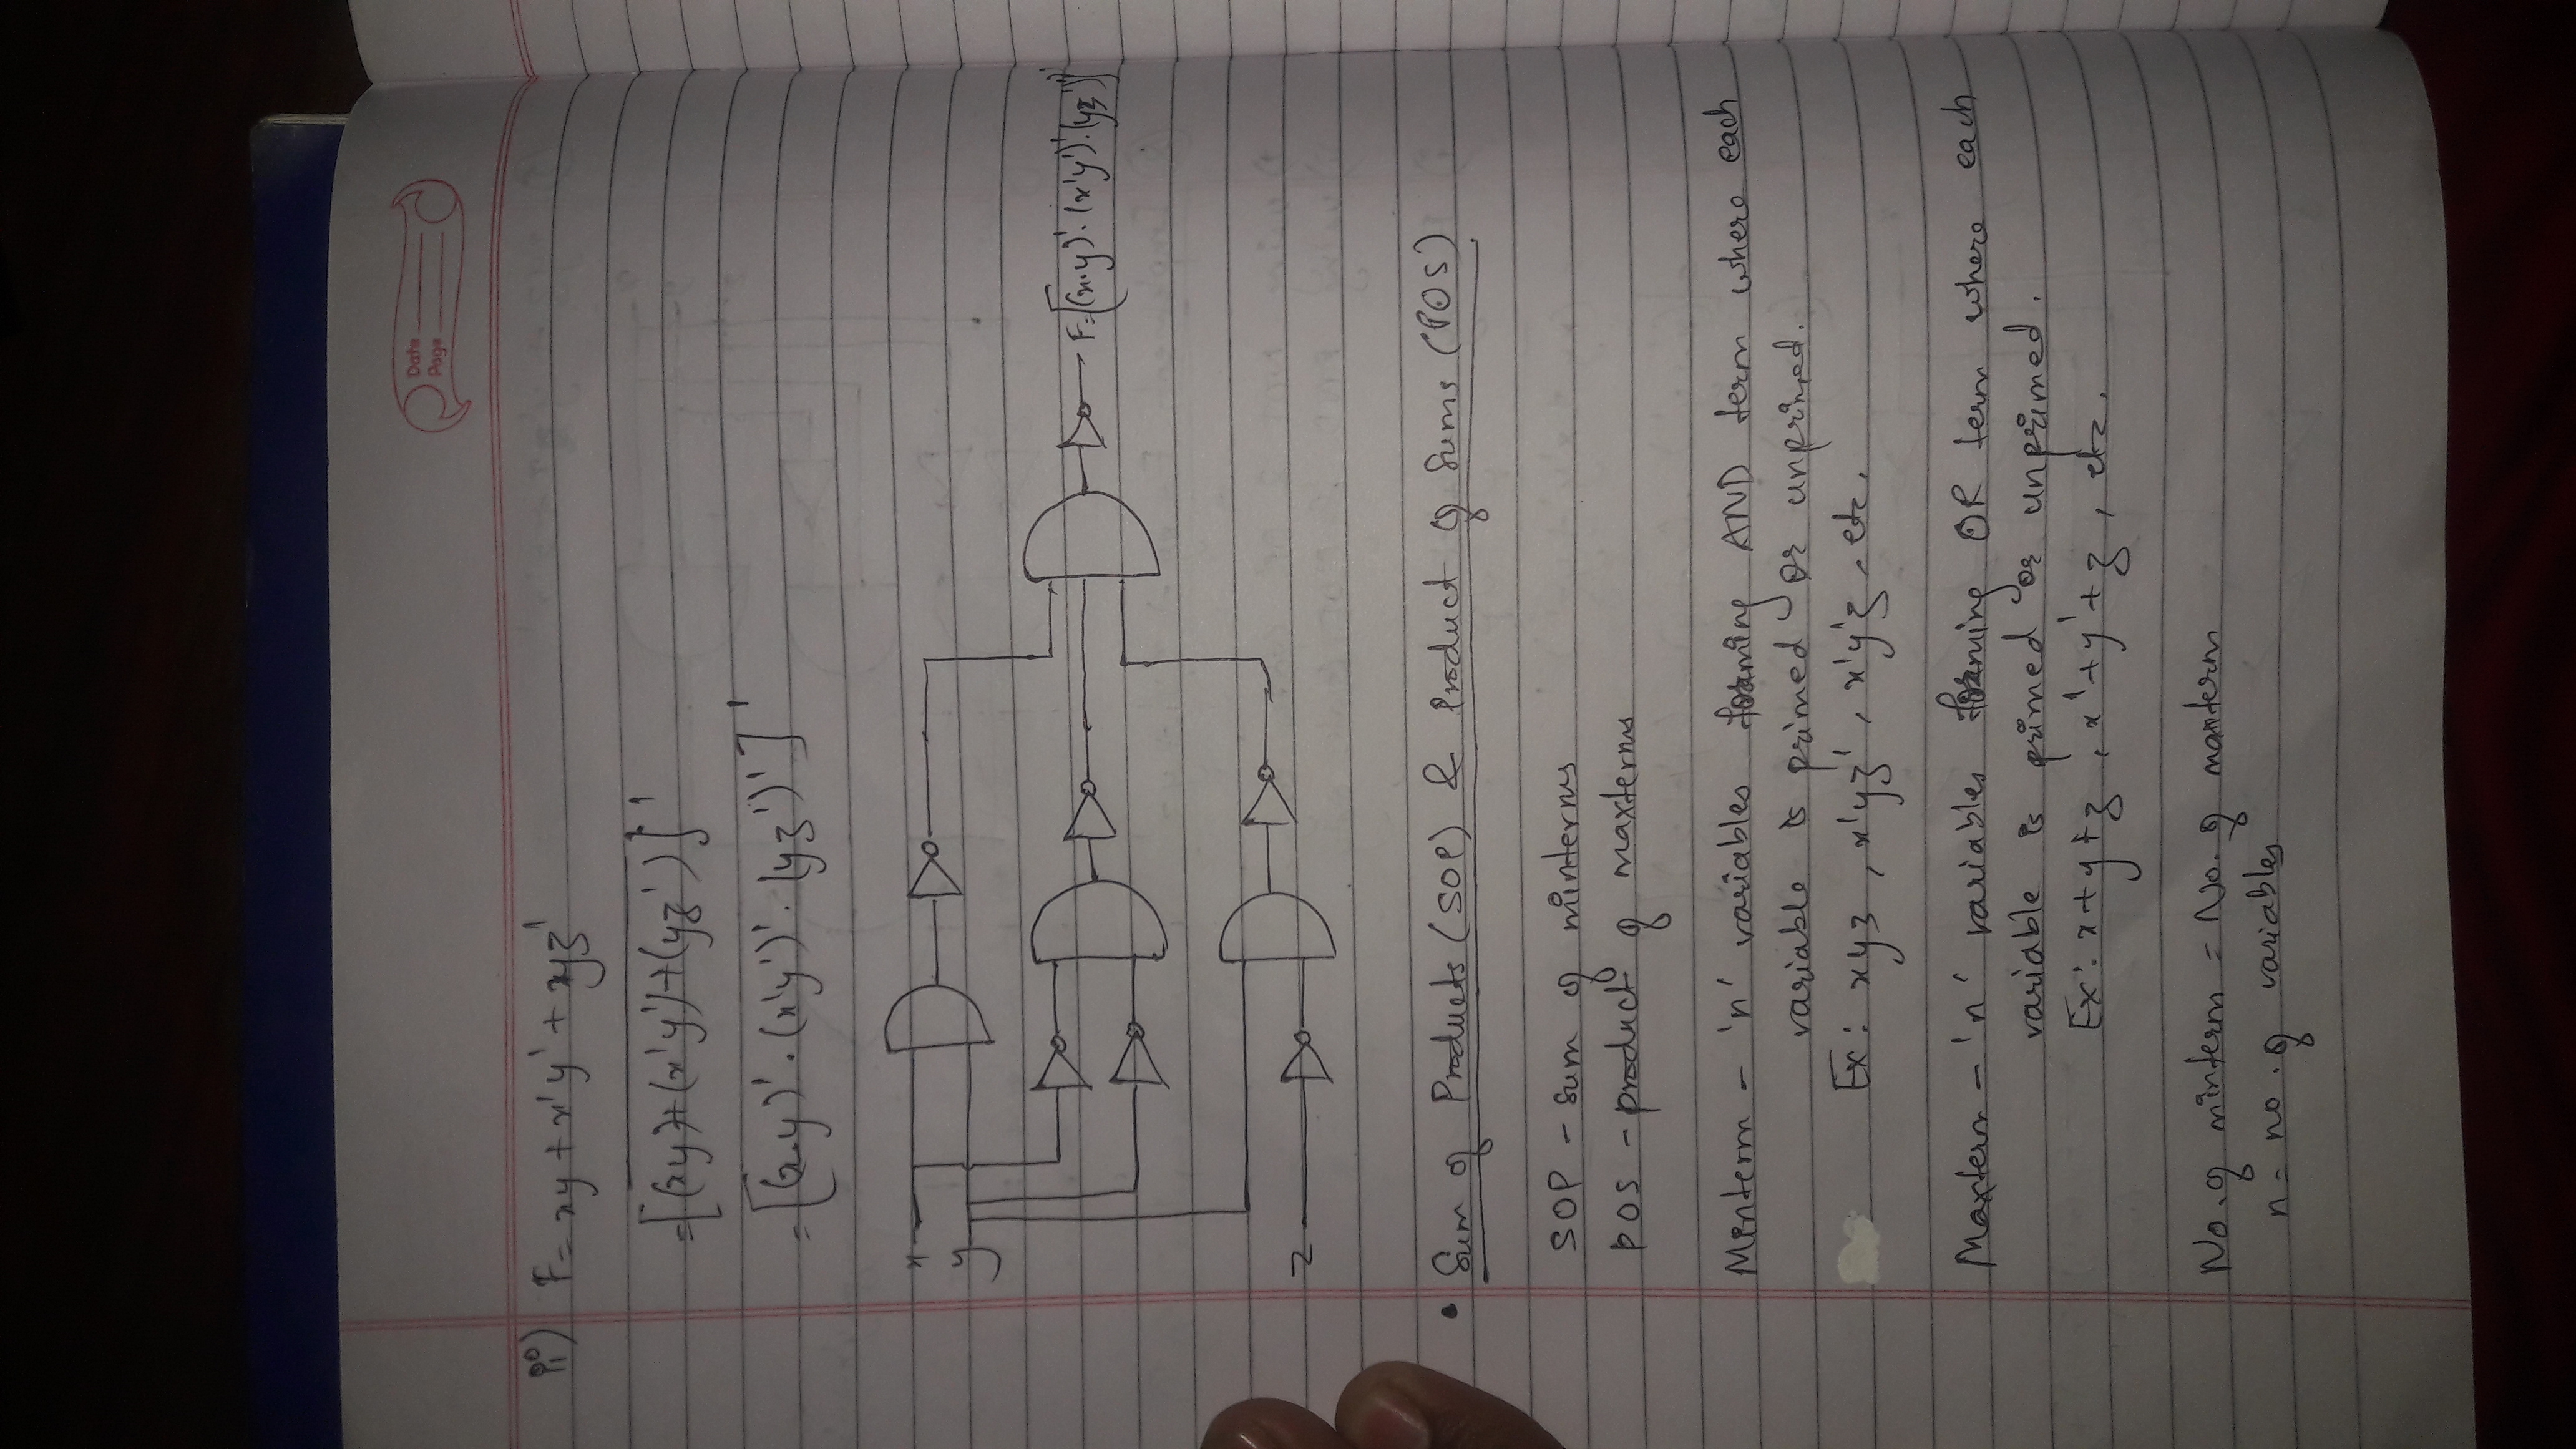 Date
Page
ii) F = xy + x'y' + xyz'
= [(xy)+(x'y')+(yz')]'
= [(x.y)' . (x'y')' . (yz')']'
x
y
F=[(x.y)'.(x'y')'.(yz')']'
z
• Sum of Products (SOP) & Product of Sums (POS)
SOP - sum of minterms
POS - product of maxterms
Minterm - 'n' variables forming AND term where each
variable is primed or unprimed.
Ex: xyz, x'yz', x'y'z, etc.
Maxterm - 'n' variables forming OR term where each
variable is primed or unprimed.
Ex: x+y+z, x'+y'+z, etc.
No. of minterm = No. of maxterm
n = no. of variables